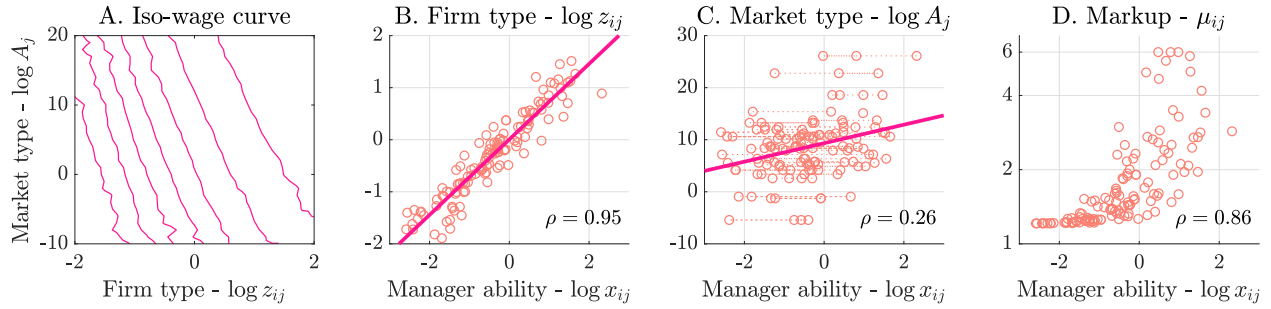 A. Iso-wage curve
Market type - log A_j
20
10
0
-10
-2
0
2
Firm type - log z_ij
B. Firm type - log z_ij
2
1
0
-1
-2
-2
0
2
ρ = 0.95
Manager ability - log x_ij
C. Market type - log A_j
30
20
10
0
-10
-2
0
2
ρ = 0.26
Manager ability - log x_ij
D. Markup - μ_ij
6
4
2
1
-2
0
2
ρ = 0.86
Manager ability - log x_ij